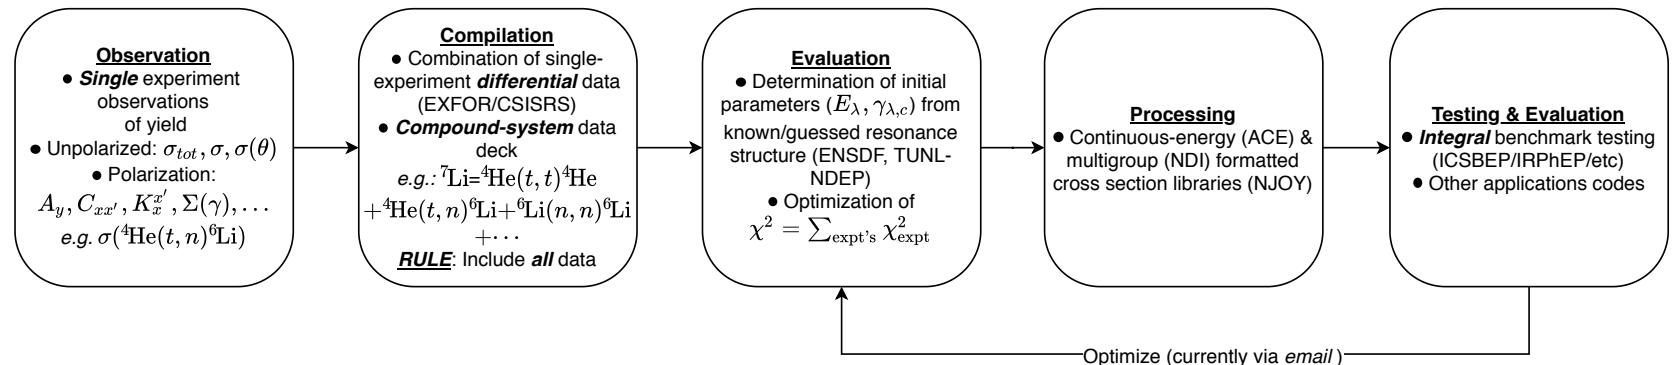 Observation
● Single experiment
observations
of yield
● Unpolarized: σ_tot, σ, σ(θ)
● Polarization:
A_y, C_xx′, K_x^x′, Σ(γ), …
e.g. σ(⁴He(t, n)⁶Li)
Compilation
● Combination of single-
experiment differential data
(EXFOR/CSISRS)
● Compound-system data
deck
e.g.: ⁷Li=⁴He(t, t)⁴He
+⁴He(t, n)⁶Li+⁶Li(n, n)⁶Li
+⋯
RULE: Include all data
Evaluation
● Determination of initial
parameters (E_λ, γ_λ,c) from
known/guessed resonance
structure (ENSDF, TUNL-
NDEP)
● Optimization of
χ² = ∑_expt's χ²_expt
Processing
● Continuous-energy (ACE) &
multigroup (NDI) formatted
cross section libraries (NJOY)
Testing & Evaluation
● Integral benchmark testing
(ICSBEP/IRPhEP/etc)
● Other applications codes
Optimize (currently via email )